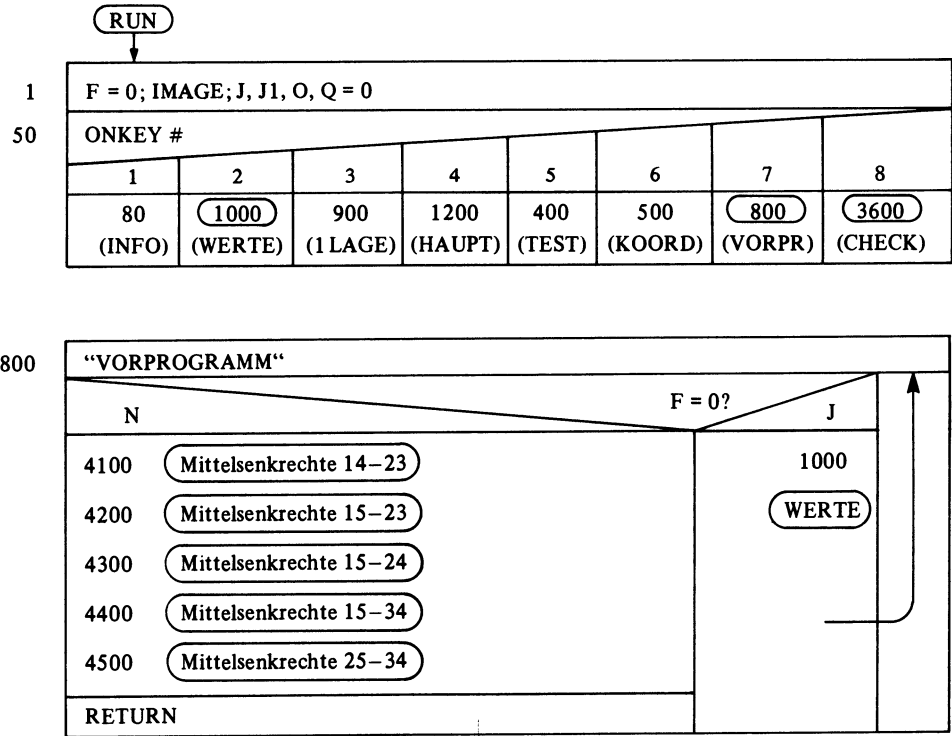 RUN
1 F = 0; IMAGE; J, J1, O, Q = 0
50 ONKEY #
1 2 3 4 5 6 7 8
80 1000 900 1200 400 500 800 3600
(INFO) (WERTE) (1 LAGE) (HAUPT) (TEST) (KOORD) (VORPR) (CHECK)
800 “VORPROGRAMM“
F = 0?
N J
4100 Mittelsenkrechte 14–23 1000
4200 Mittelsenkrechte 15–23 WERTE
4300 Mittelsenkrechte 15–24
4400 Mittelsenkrechte 15–34
4500 Mittelsenkrechte 25–34
RETURN